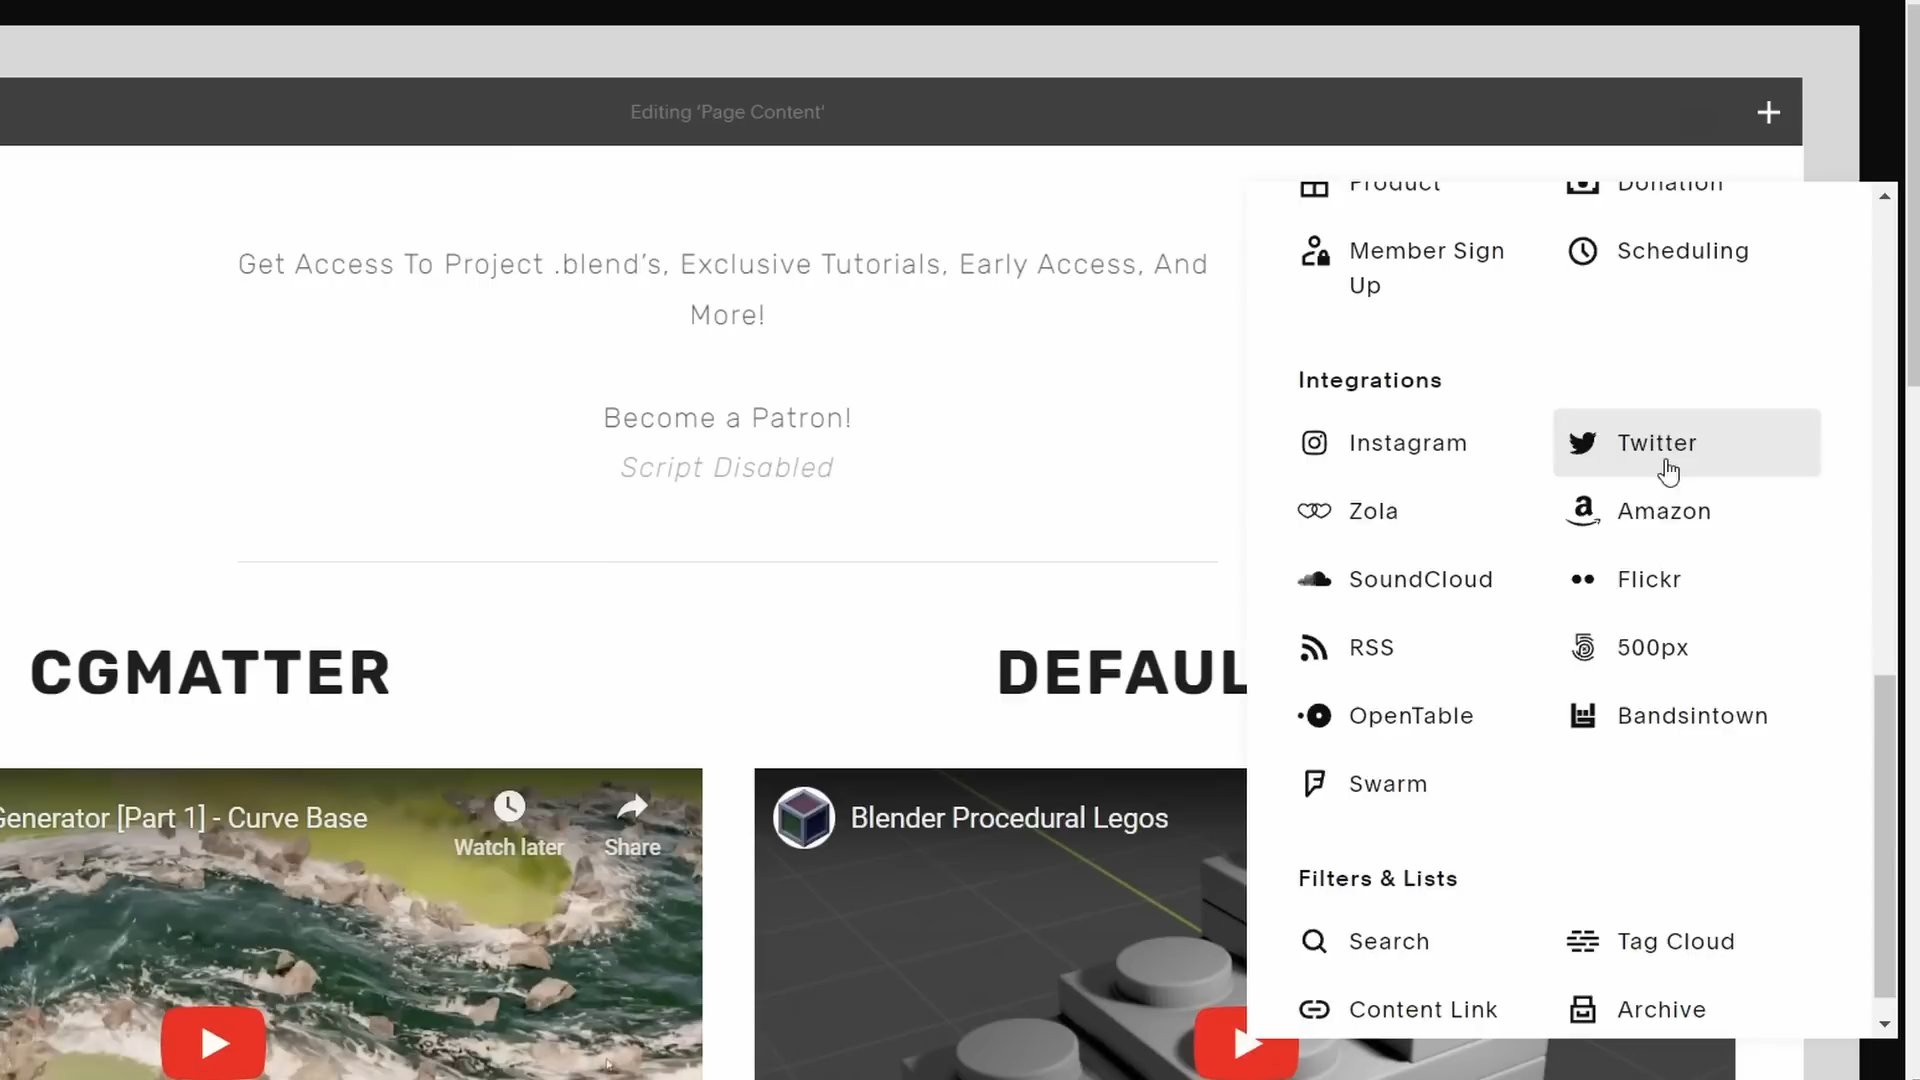 Editing 'Page Content'
Get Access To Project .blend's, Exclusive Tutorials, Early Access, And
More!
Become a Patron!
Script Disabled
CGMATTER
DEFAUL
Generator [Part 1] - Curve Base
Watch later
Share
Blender Procedural Legos
Product
Donation
Member Sign
Up
Scheduling
Integrations
Instagram
Twitter
Zola
Amazon
SoundCloud
Flickr
RSS
500px
OpenTable
Bandsintown
Swarm
Filters & Lists
Search
Tag Cloud
Content Link
Archive